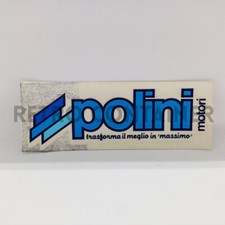 polini
motori
trasforma il meglio in "massimo"